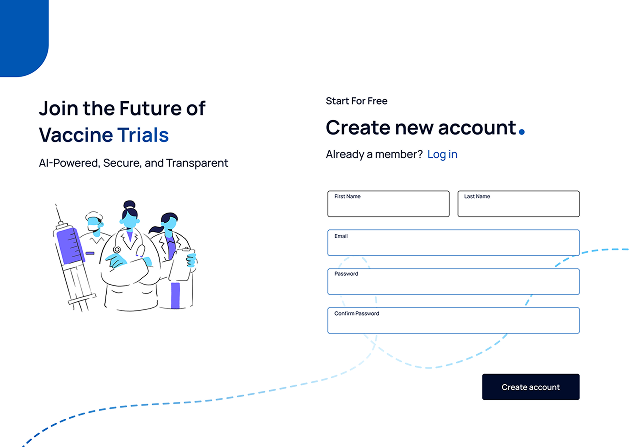 Join the Future of
Vaccine Trials
AI-Powered, Secure, and Transparent
Start For Free
Create new account.
Already a member? Log in
First Name
Last Name
Email
Password
Confirm Password
Create account